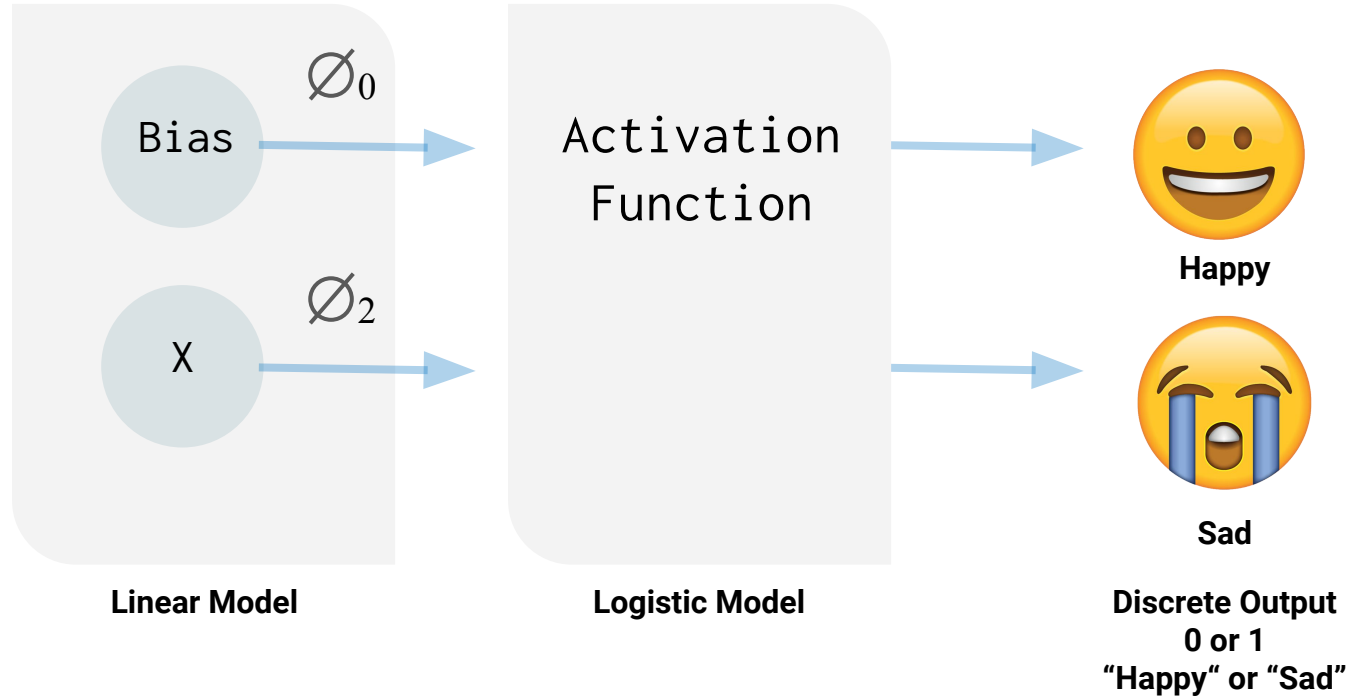 Bias
∅0
X
∅2
Linear Model
Activation
Function
Logistic Model
Happy
Sad
Discrete Output
0 or 1
“Happy“ or “Sad”